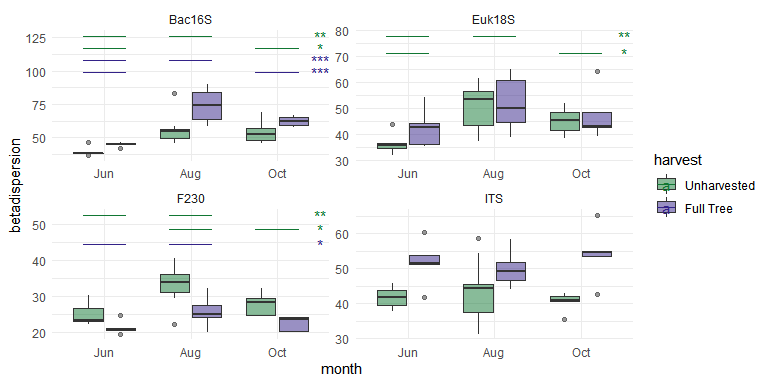 Bac16S
Euk18S
125
100
75
50
**
*
***
***
80
70
60
50
40
30
**
*
Jun Aug Oct
Jun Aug Oct
betadispersion
harvest
a Unharvested
a Full Tree
F230
ITS
50
40
30
20
**
*
*
60
50
40
30
Jun Aug Oct
Jun Aug Oct
month